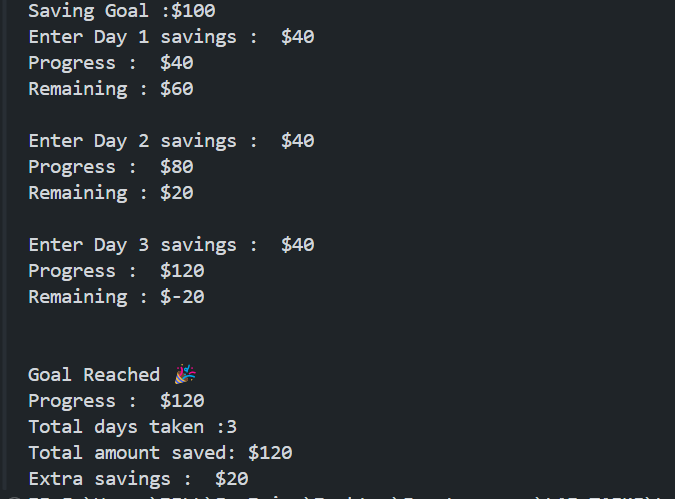 Saving Goal :$100
Enter Day 1 savings :  $40
Progress :  $40
Remaining : $60
Enter Day 2 savings :  $40
Progress :  $80
Remaining : $20
Enter Day 3 savings :  $40
Progress :  $120
Remaining : $-20
Goal Reached 🎉
Progress :  $120
Total days taken :3
Total amount saved: $120
Extra savings :  $20